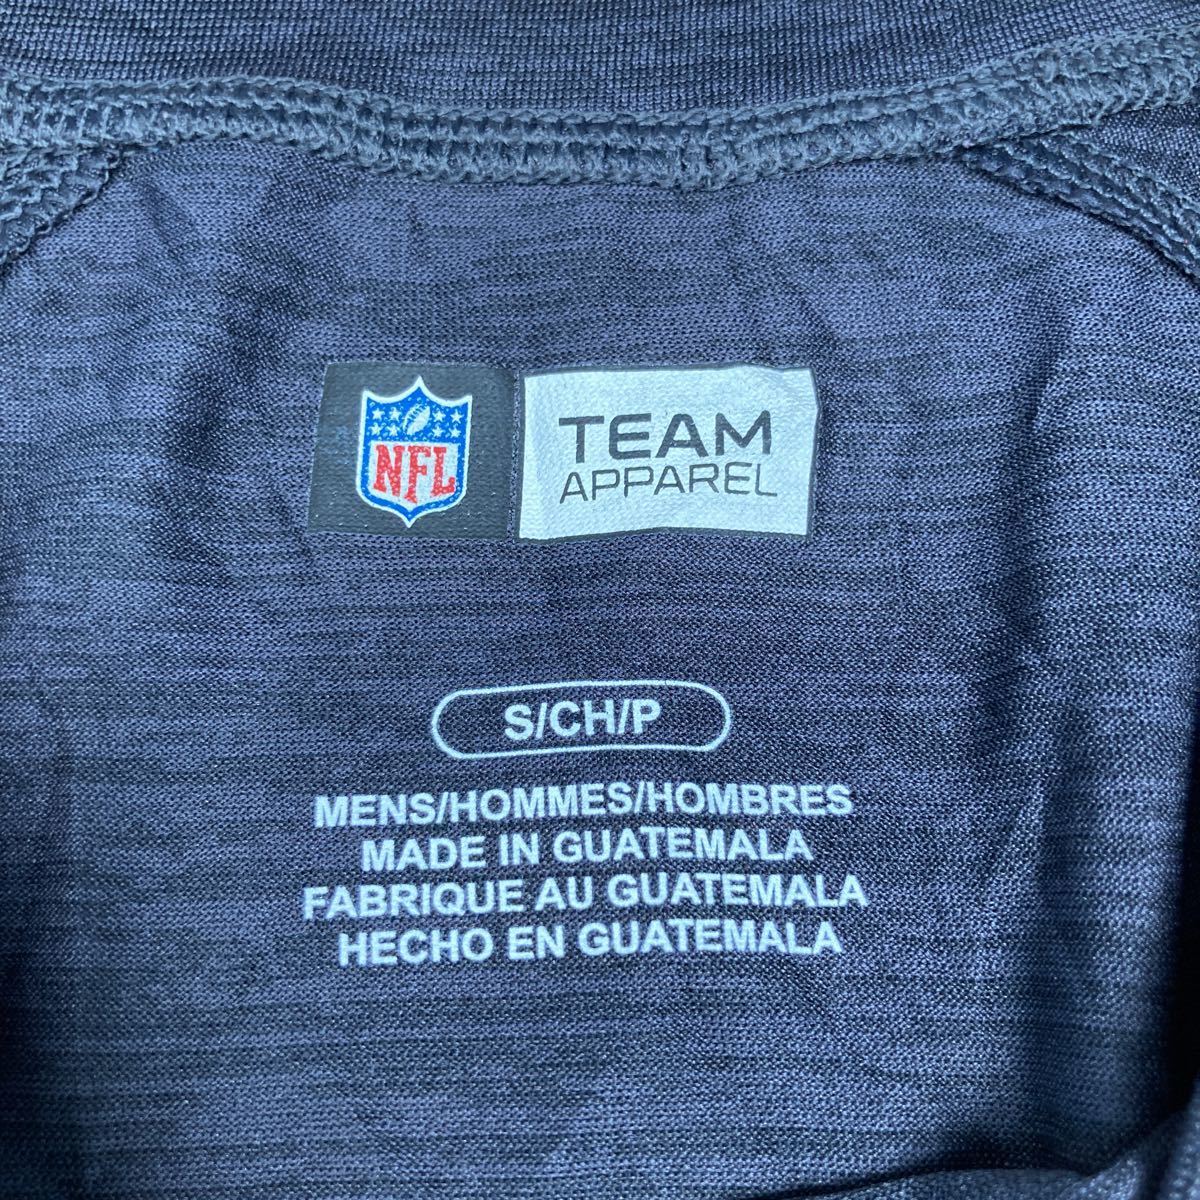 NFL
TEAM
APPAREL
S/CH/P
MENS/HOMMES/HOMBRES
MADE IN GUATEMALA
FABRIQUE AU GUATEMALA
HECHO EN GUATEMALA